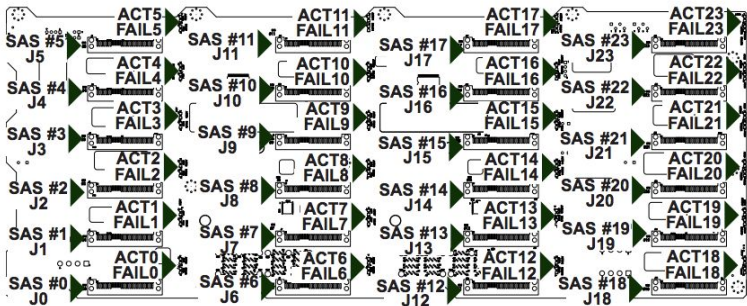 ACT5
FAIL5
SAS #5
J5
ACT4
FAIL4
SAS #4
J4
ACT3
FAIL3
SAS #3
J3
ACT2
FAIL2
SAS #2
J2
ACT1
FAIL1
SAS #1
J1
ACT0
FAIL0
SAS #0
J0
ACT11
FAIL11
SAS #11
J11
ACT10
FAIL10
SAS #10
J10
ACT9
FAIL9
SAS #9
J9
ACT8
FAIL8
SAS #8
J8
ACT7
FAIL7
SAS #7
J7
ACT6
FAIL6
SAS #6
J6
ACT17
FAIL17
SAS #17
J17
ACT16
FAIL16
SAS #16
J16
ACT15
FAIL15
SAS #15
J15
ACT14
FAIL14
SAS #14
J14
ACT13
FAIL13
SAS #13
J13
ACT12
FAIL12
SAS #12
J12
ACT23
FAIL23
SAS #23
J23
ACT22
FAIL22
SAS #22
J22
ACT21
FAIL21
SAS #21
J21
ACT20
FAIL20
SAS #20
J20
ACT19
FAIL19
SAS #19
J19
ACT18
FAIL18
SAS #18
J18